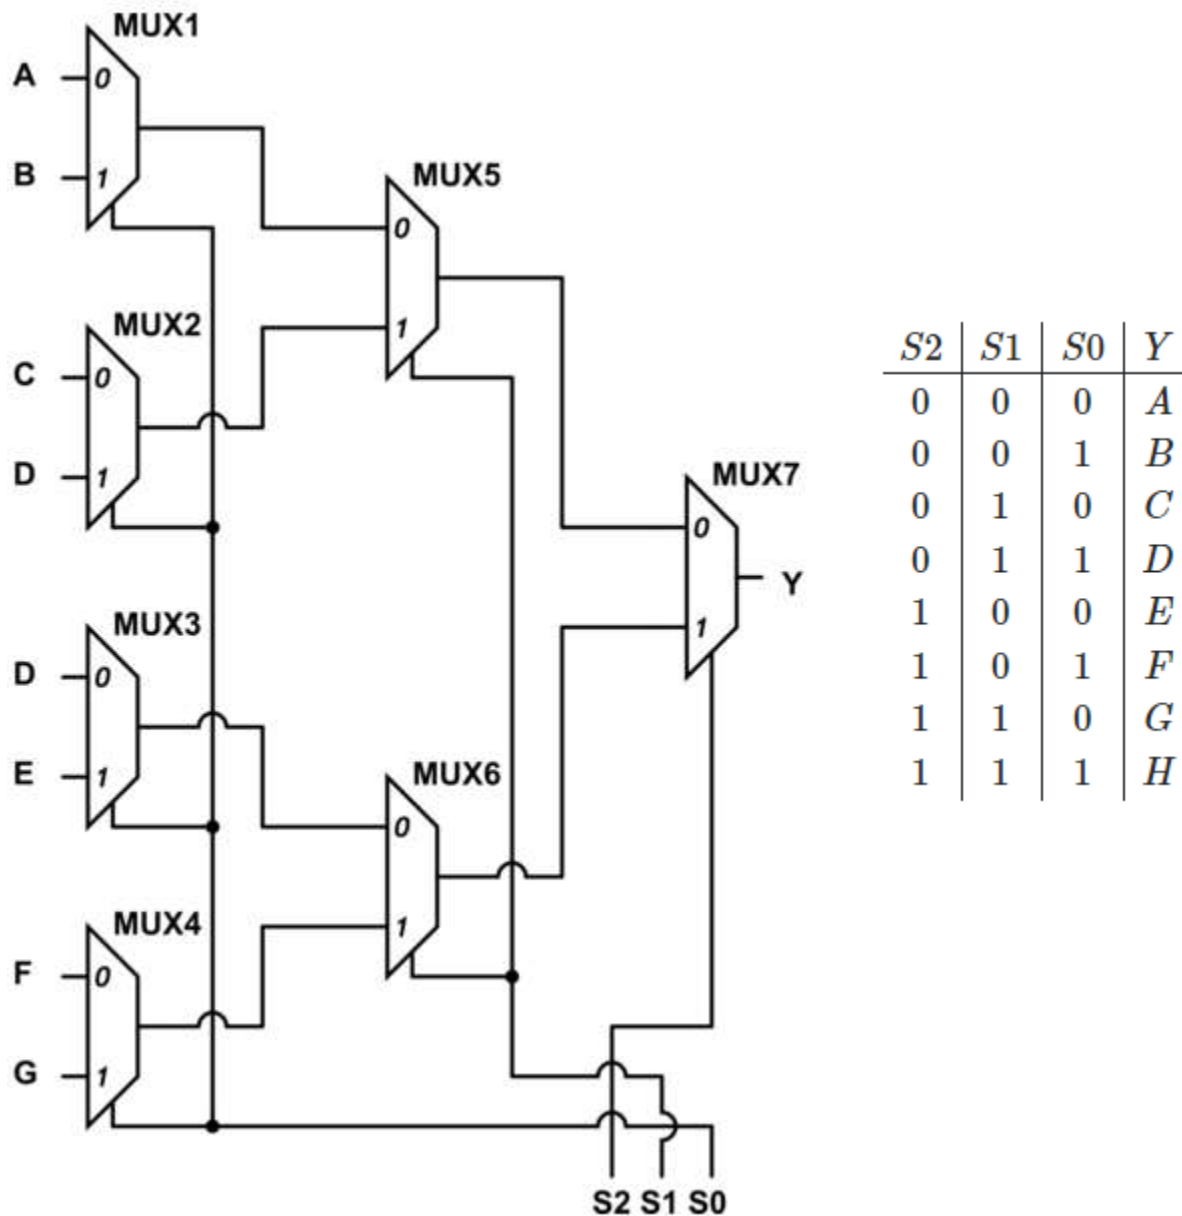 MUX1
A 0
B 1
MUX5
0
1
MUX2
C 0
D 1
MUX7
0
Y
1
MUX3
D 0
E 1
MUX6
0
1
MUX4
F 0
G 1
S2 S1 S0
S2 S1 S0 Y
0 0 0 A
0 0 1 B
0 1 0 C
0 1 1 D
1 0 0 E
1 0 1 F
1 1 0 G
1 1 1 H